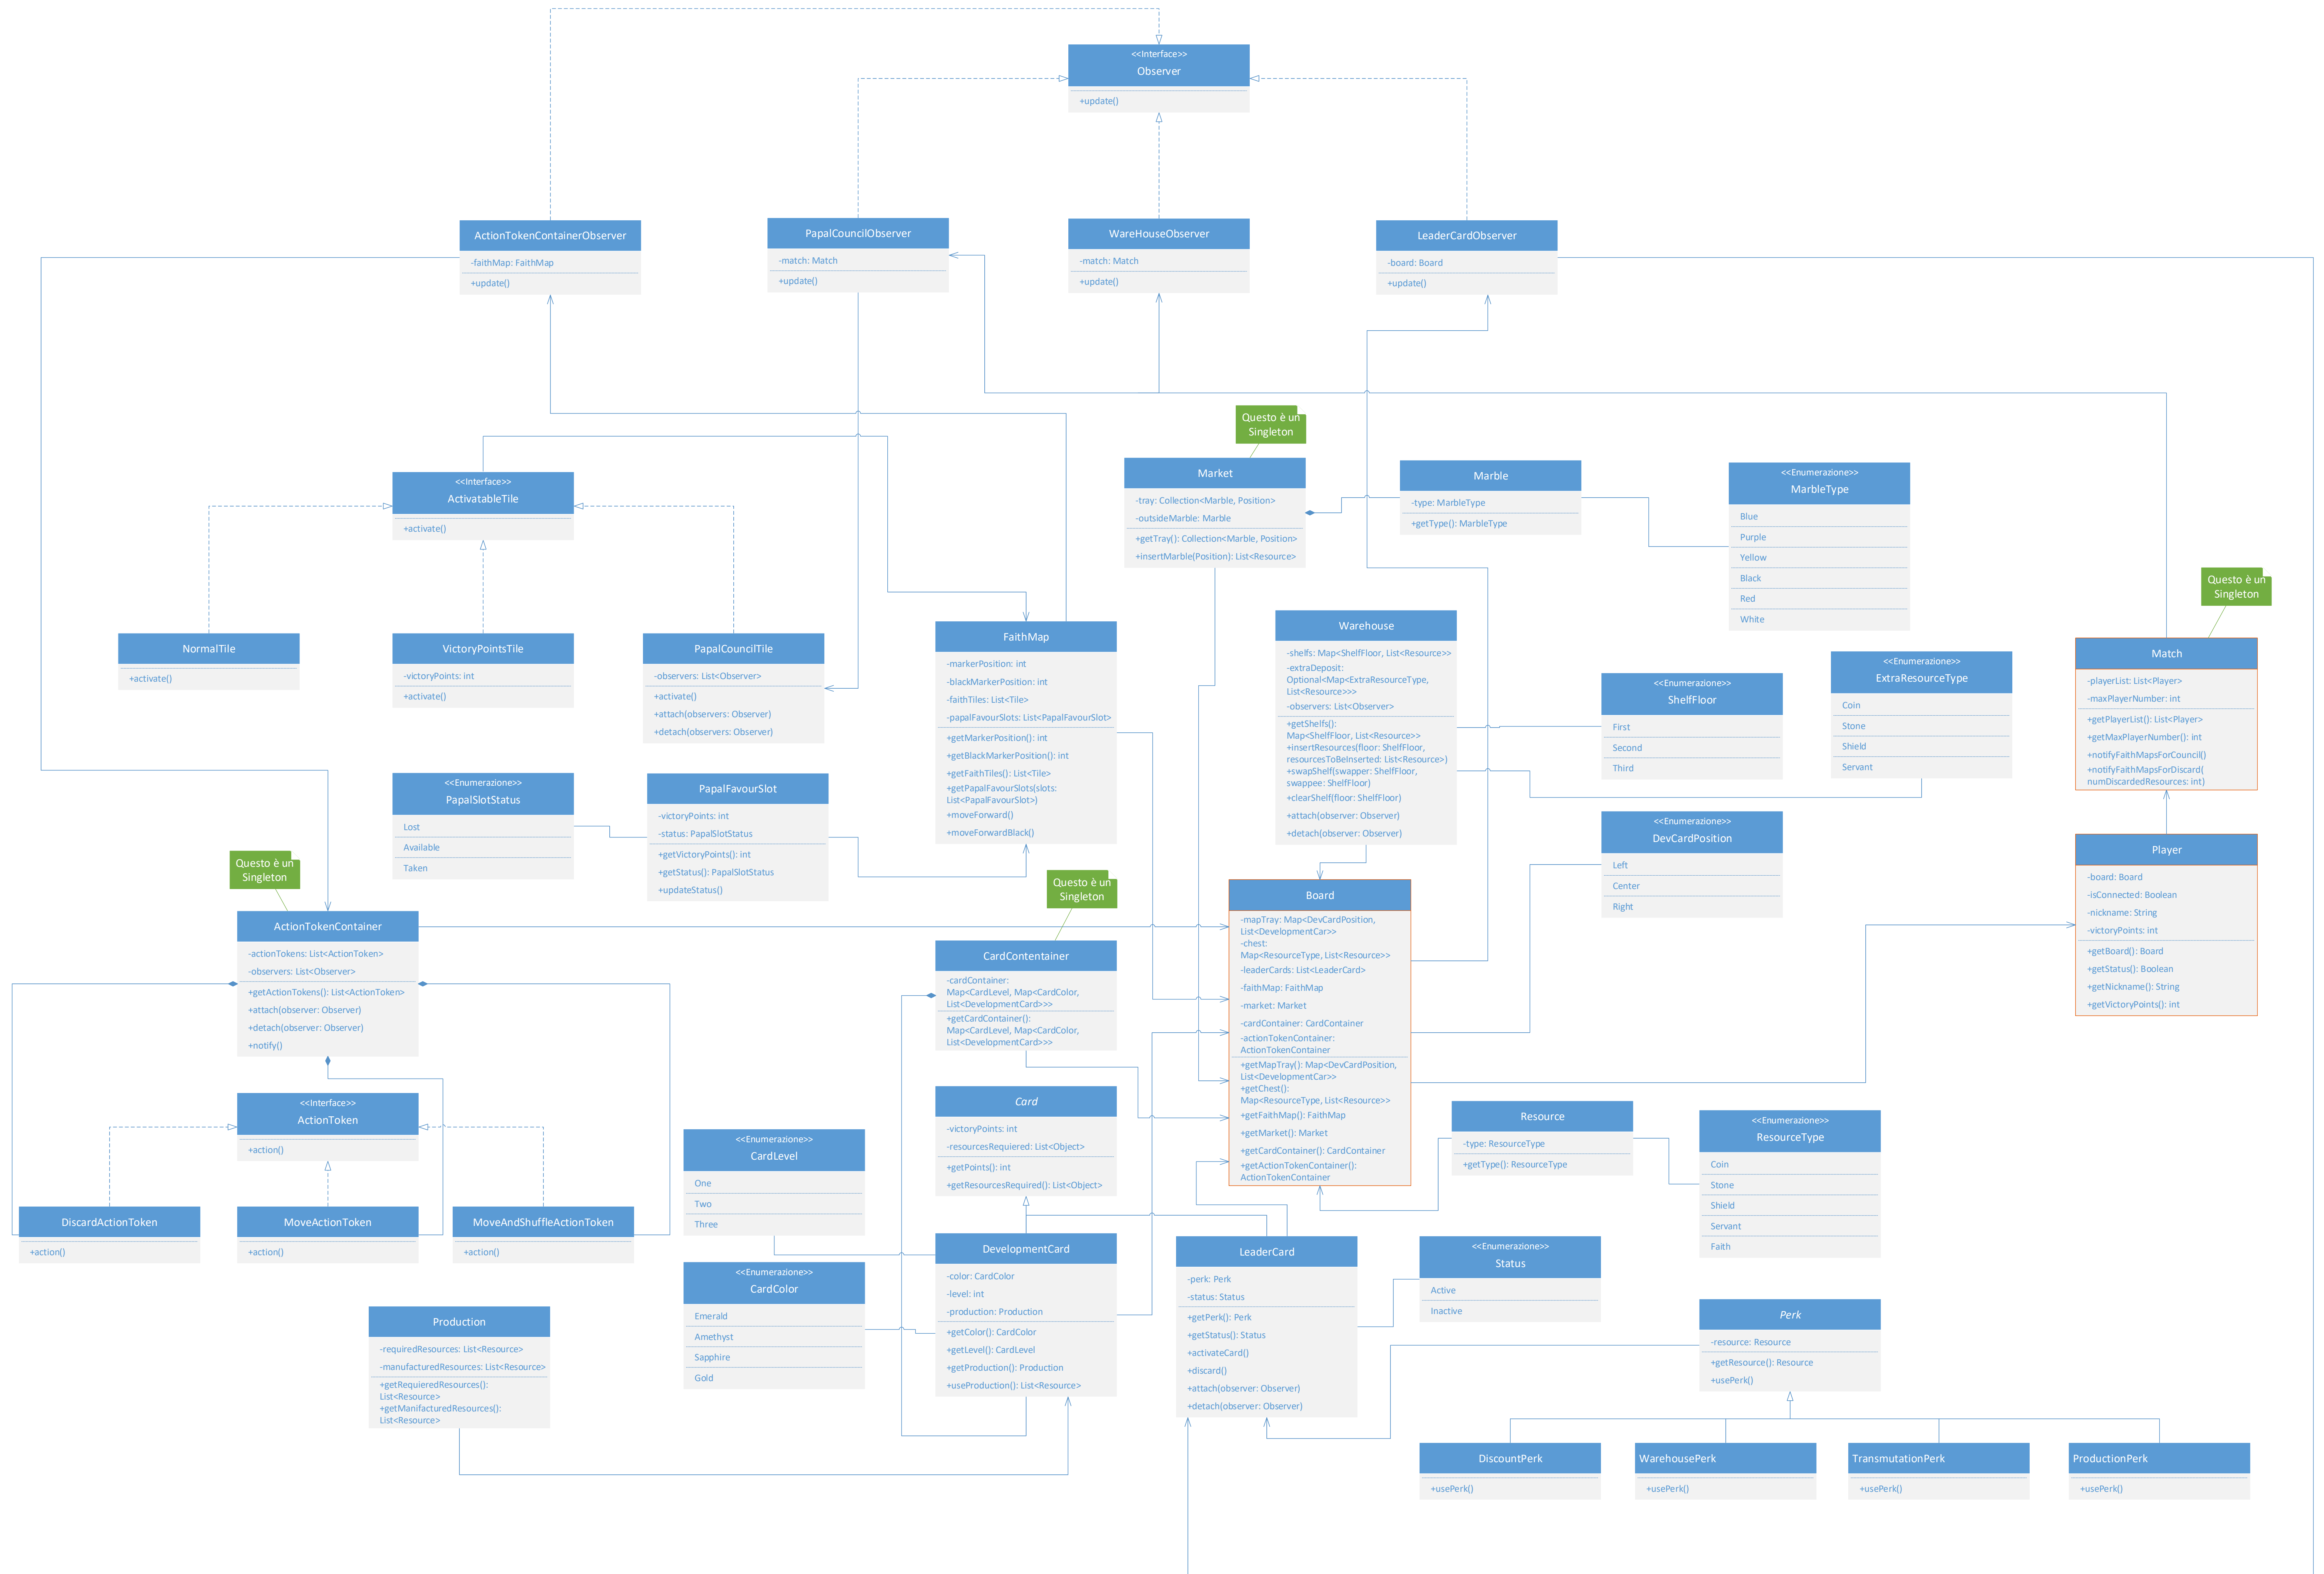 <<Interface>>
Observer
+update()
ActionTokenContainerObserver
-faithMap: FaithMap
+update()
PapalCouncilObserver
-match: Match
+update()
WareHouseObserver
-match: Match
+update()
LeaderCardObserver
-board: Board
+update()
Questo è un
Singleton
Market
-tray: Collection<Marble, Position>
-outsideMarble: Marble
+getTray(): Collection<Marble, Position>
+insertMarble(Position): List<Resource>
Marble
-type: MarbleType
+getType(): MarbleType
<<Enumerazione>>
MarbleType
Blue
Purple
Yellow
Black
Red
White
<<Interface>>
ActivatableTile
+activate()
NormalTile
+activate()
VictoryPointsTile
-victoryPoints: int
+activate()
PapalCouncilTile
-observers: List<Observer>
+activate()
+attach(observers: Observer)
+detach(observers: Observer)
FaithMap
-markerPosition: int
-blackMarkerPosition: int
-faithTiles: List<Tile>
-papalFavourSlots: List<PapalFavourSlot>
+getMarkerPosition(): int
+getBlackMarkerPosition(): int
+getFaithTiles(): List<Tile>
+getPapalFavourSlots(slots:
List<PapalFavourSlot>)
+moveForward()
+moveForwardBlack()
Warehouse
-shelfs: Map<ShelfFloor, List<Resource>>
-extraDeposit:
Optional<Map<ExtraResourceType,
List<Resource>>>
-observers: List<Observer>
+getShelfs():
Map<ShelfFloor, List<Resource>>
+insertResources(floor: ShelfFloor,
resourcesToBeInserted: List<Resource>)
+swapShelf(swapper: ShelfFloor,
swappee: ShelfFloor)
+clearShelf(floor: ShelfFloor)
+attach(observer: Observer)
+detach(observer: Observer)
<<Enumerazione>>
ShelfFloor
First
Second
Third
<<Enumerazione>>
ExtraResourceType
Coin
Stone
Shield
Servant
Questo è un
Singleton
Match
-playerList: List<Player>
-maxPlayerNumber: int
+getPlayerList(): List<Player>
+getMaxPlayerNumber(): int
+notifyFaithMapsForCouncil()
+notifyFaithMapsForDiscard(
numDiscardedResources: int)
<<Enumerazione>>
PapalSlotStatus
Lost
Available
Taken
PapalFavourSlot
-victoryPoints: int
-status: PapalSlotStatus
+getVictoryPoints(): int
+getStatus(): PapalSlotStatus
+updateStatus()
<<Enumerazione>>
DevCardPosition
Left
Center
Right
Player
-board: Board
-isConnected: Boolean
-nickname: String
-victoryPoints: int
+getBoard(): Board
+getStatus(): Boolean
+getNickname(): String
+getVictoryPoints(): int
Questo è un
Singleton
ActionTokenContainer
-actionTokens: List<ActionToken>
-observers: List<Observer>
+getActionTokens(): List<ActionToken>
+attach(observer: Observer)
+detach(observer: Observer)
+notify()
Questo è un
Singleton
CardContentainer
-cardContainer:
Map<CardLevel, Map<CardColor,
List<DevelopmentCard>>>
+getCardContainer():
Map<CardLevel, Map<CardColor,
List<DevelopmentCard>>>
Board
-mapTray: Map<DevCardPosition,
List<DevelopmentCar>>
-chest:
Map<ResourceType, List<Resource>>
-leaderCards: List<LeaderCard>
-faithMap: FaithMap
-market: Market
-cardContainer: CardContainer
-actionTokenContainer:
ActionTokenContainer
+getMapTray(): Map<DevCardPosition,
List<DevelopmentCar>>
+getChest():
Map<ResourceType, List<Resource>>
+getFaithMap(): FaithMap
+getMarket(): Market
+getCardContainer(): CardContainer
+getActionTokenContainer():
ActionTokenContainer
<<Interface>>
ActionToken
+action()
DiscardActionToken
+action()
MoveActionToken
+action()
MoveAndShuffleActionToken
+action()
Card
-victoryPoints: int
-resourcesRequiered: List<Object>
+getPoints(): int
+getResourcesRequired(): List<Object>
<<Enumerazione>>
CardLevel
One
Two
Three
<<Enumerazione>>
CardColor
Emerald
Amethyst
Sapphire
Gold
Resource
-type: ResourceType
+getType(): ResourceType
<<Enumerazione>>
ResourceType
Coin
Stone
Shield
Servant
Faith
DevelopmentCard
-color: CardColor
-level: int
-production: Production
+getColor(): CardColor
+getLevel(): CardLevel
+getProduction(): Production
+useProduction(): List<Resource>
LeaderCard
-perk: Perk
-status: Status
+getPerk(): Perk
+getStatus(): Status
+activateCard()
+discard()
+attach(observer: Observer)
+detach(observer: Observer)
<<Enumerazione>>
Status
Active
Inactive
Production
-requiredResources: List<Resource>
-manufacturedResources: List<Resource>
+getRequieredResources():
List<Resource>
+getManifacturedResources():
List<Resource>
Perk
-resource: Resource
+getResource(): Resource
+usePerk()
DiscountPerk
+usePerk()
WarehousePerk
+usePerk()
TransmutationPerk
+usePerk()
ProductionPerk
+usePerk()